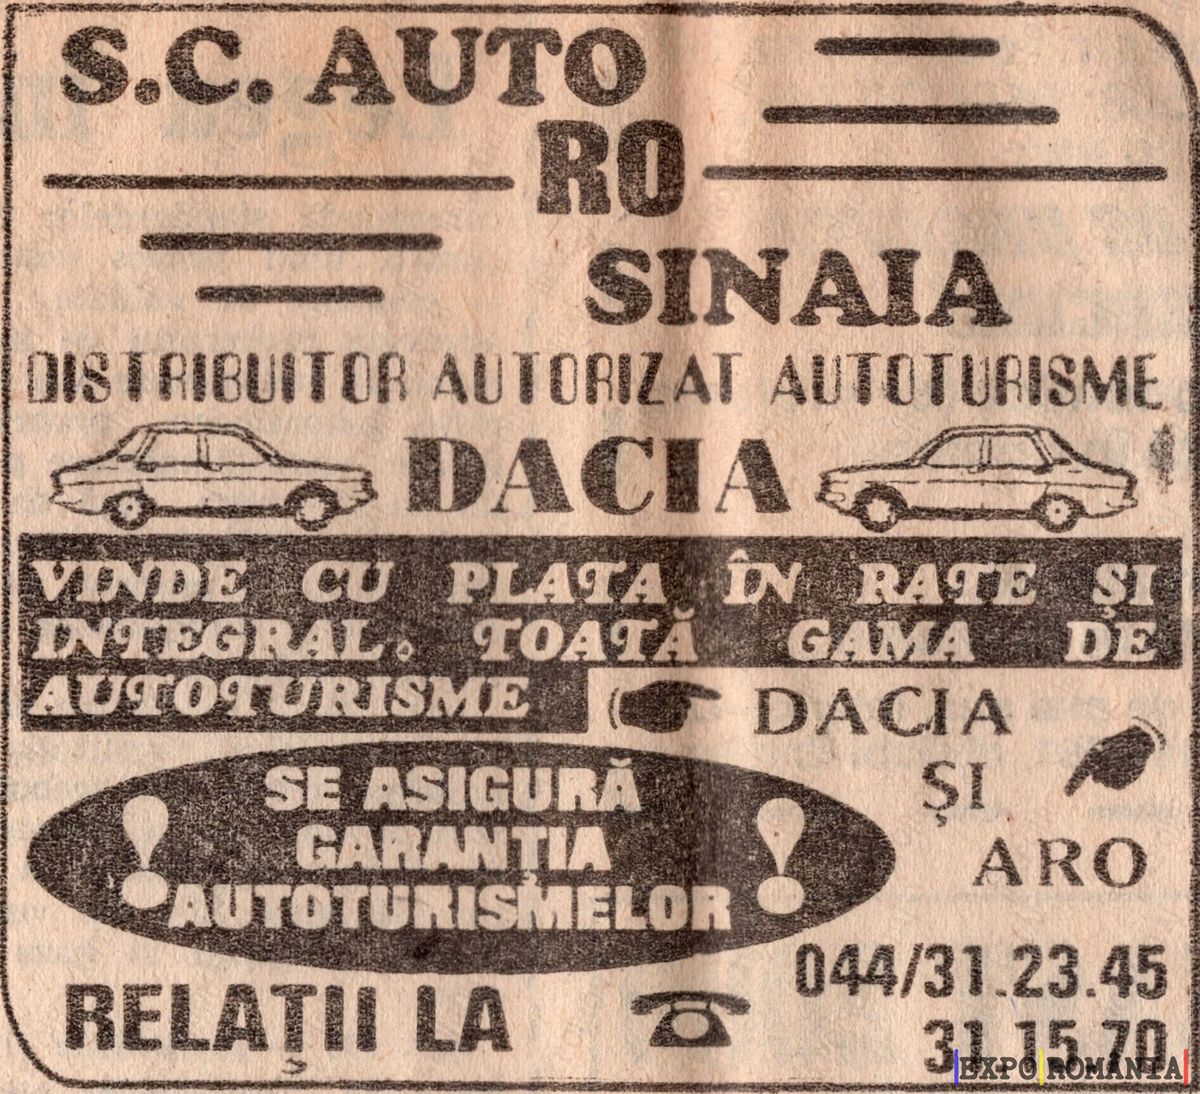 S.C. AUTO
RO
SINAIA
DISTRIBUITOR AUTORIZAT AUTOTURISME
DACIA
VINDE CU PLATA ÎN RATE ȘI
INTEGRAL. TOATĂ GAMA DE
AUTOTURISME
DACIA
ȘI
ARO
! SE ASIGURĂ !
GARANȚIA
AUTOTURISMELOR
044/31.23.45
RELAȚII LA
31.15.70
EXPO ROMÂNIA